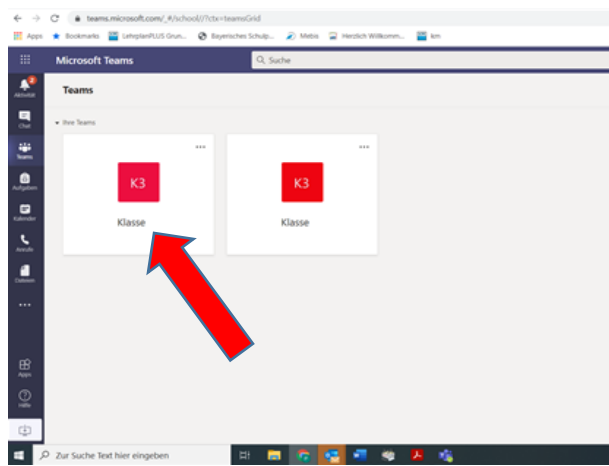 teams.microsoft.com/_#/school//?ctx=teamsGrid
Apps Bookmarks LehrplanPLUS Grun... Bayerisches Schulp... Mebis Herzlich Willkomm... km
Microsoft Teams
Suche
2
Aktivität
Teams
Chat
Ihre Teams
Teams
K3
K3
Aufgaben
Klasse
Klasse
Kalender
Anrufe
Dateien
Apps
Hilfe
Zur Suche Text hier eingeben